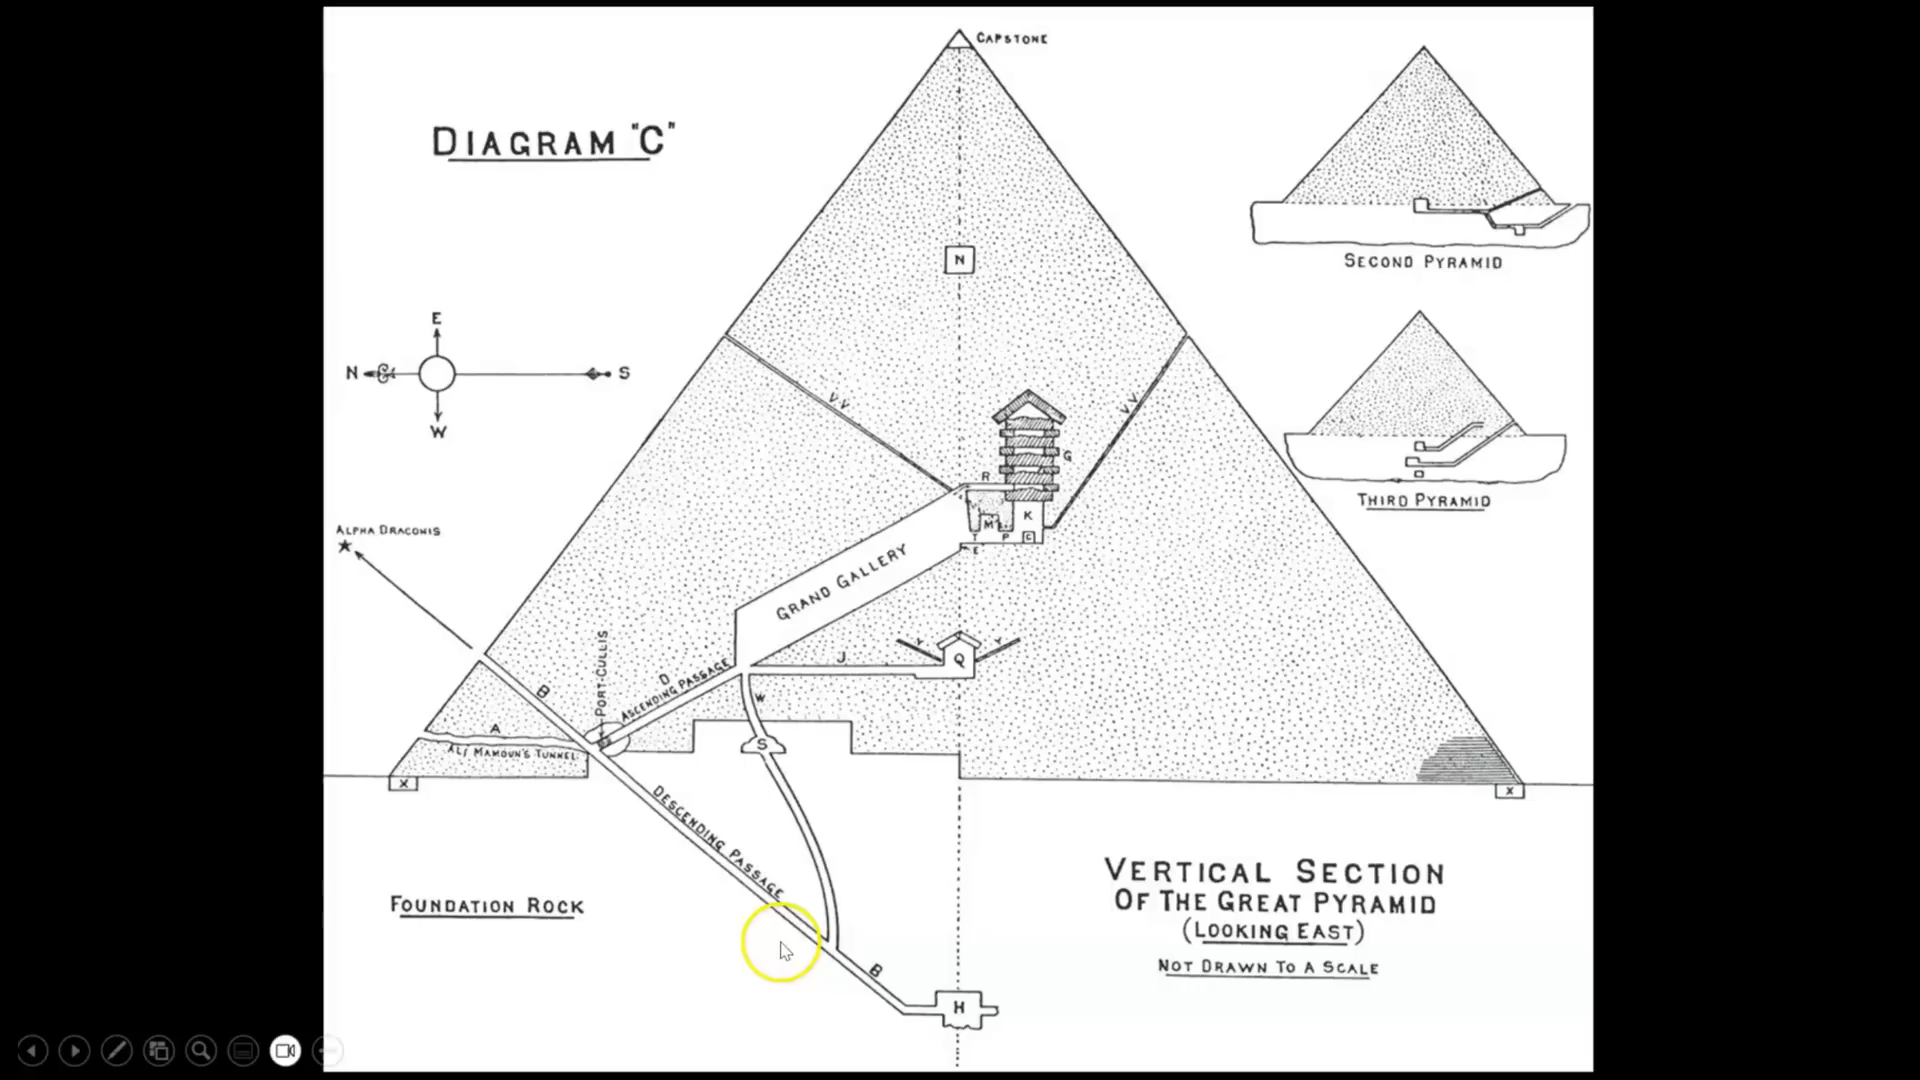 CAPSTONE
DIAGRAM "C"
N
SECOND PYRAMID
E
N
S
W
V V
V V
G
R
K
M
T
P
C
E
THIRD PYRAMID
ALPHA DRACONIS
GRAND GALLERY
PORT-CULLIS
D
ASCENDING PASSAGE
J
Y
Y
Q
B
W
A
S
X
X
DESCENDING PASSAGE
FOUNDATION ROCK
B
H
VERTICAL SECTION
OF THE GREAT PYRAMID
(LOOKING EAST)
NOT DRAWN TO A SCALE
MAMOUN'S TUNNEL